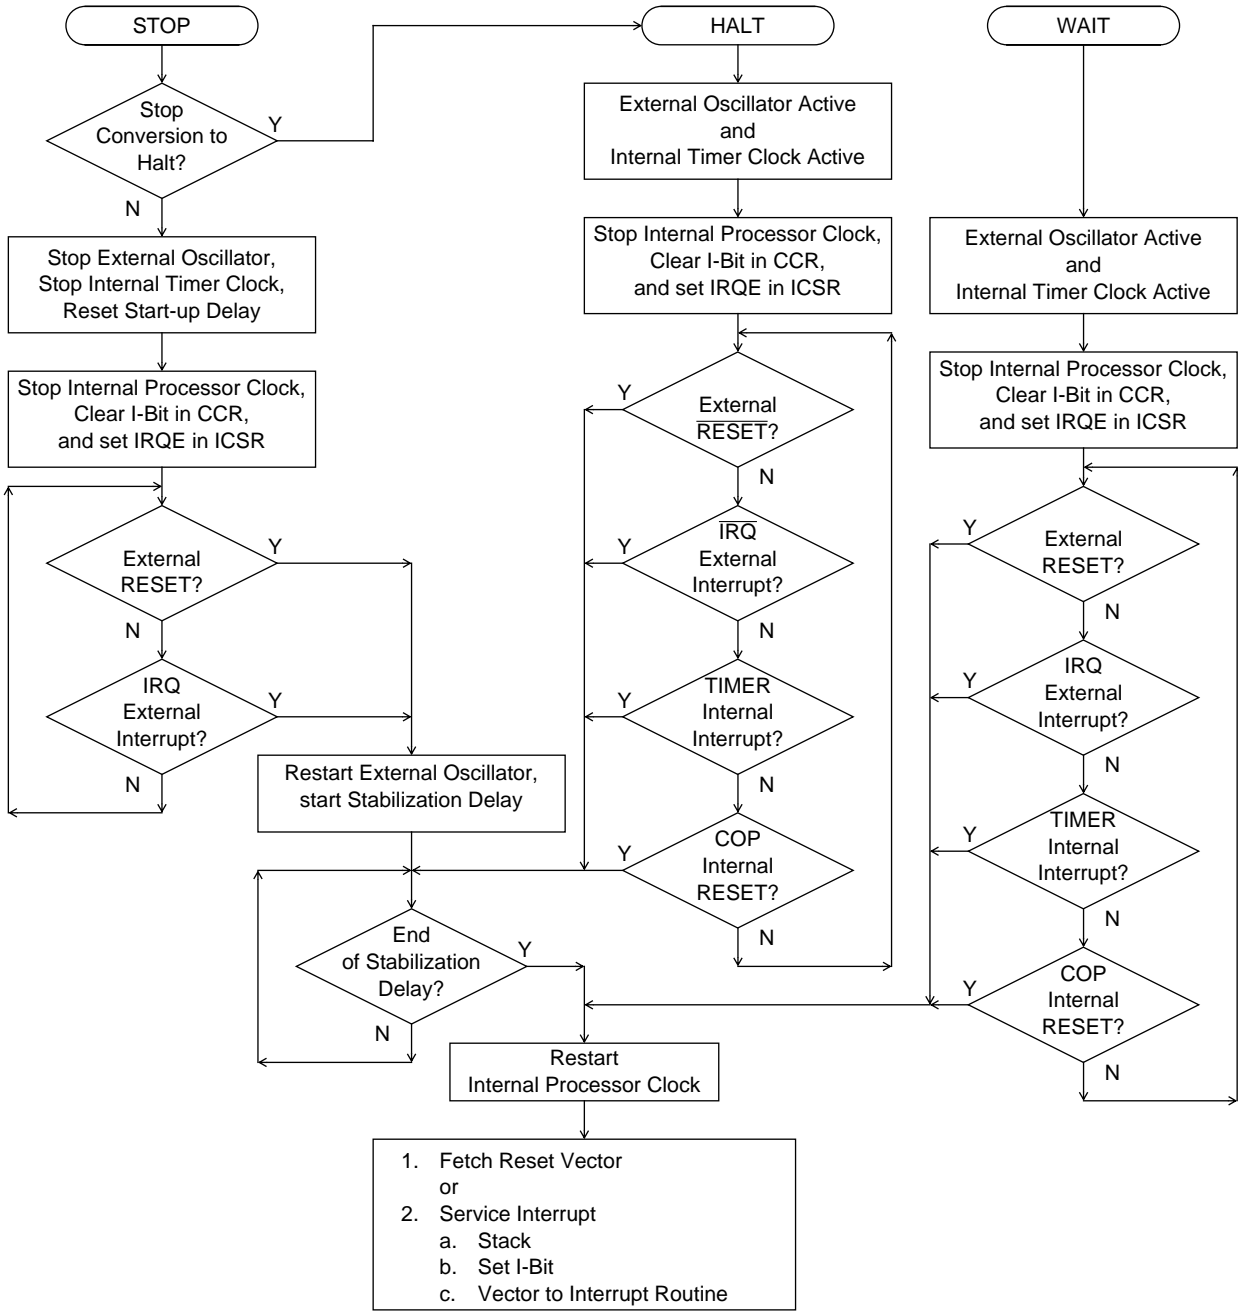 STOP
HALT
WAIT
Stop
Conversion to
Halt?
Y
N
Stop External Oscillator,
Stop Internal Timer Clock,
Reset Start-up Delay
Stop Internal Processor Clock,
Clear I-Bit in CCR,
and set IRQE in ICSR
External
RESET?
Y
N
IRQ
External
Interrupt?
Y
N
Restart External Oscillator,
start Stabilization Delay
End
of Stabilization
Delay?
Y
N
External Oscillator Active
and
Internal Timer Clock Active
Stop Internal Processor Clock,
Clear I-Bit in CCR,
and set IRQE in ICSR
Y
External
RESET?
N
Y
IRQ
External
Interrupt?
N
Y
TIMER
Internal
Interrupt?
N
Y
COP
Internal
RESET?
N
External Oscillator Active
and
Internal Timer Clock Active
Stop Internal Processor Clock,
Clear I-Bit in CCR,
and set IRQE in ICSR
Y
External
RESET?
N
Y
IRQ
External
Interrupt?
N
Y
TIMER
Internal
Interrupt?
N
Y
COP
Internal
RESET?
N
Restart
Internal Processor Clock
1. Fetch Reset Vector
or
2. Service Interrupt
a. Stack
b. Set I-Bit
c. Vector to Interrupt Routine